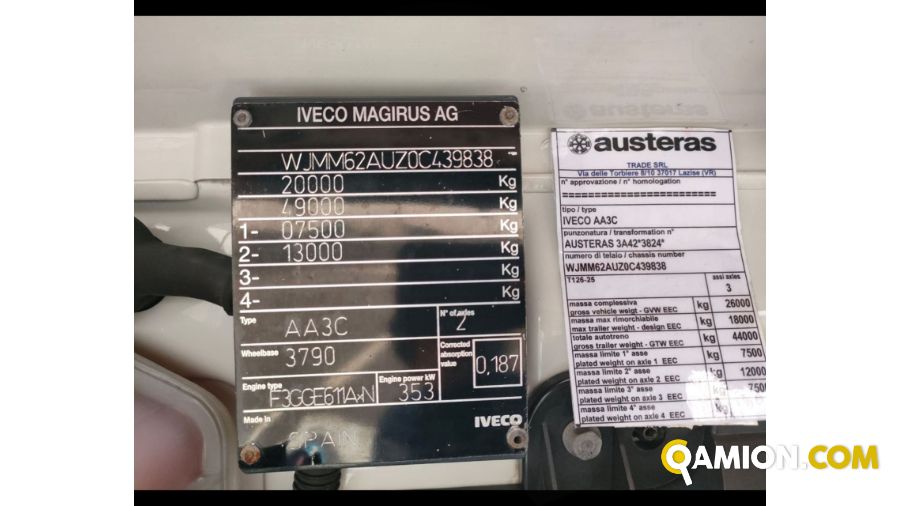 IVECO MAGIRUS AG
WJMM62AUZ0C439838
20000 Kg
49000 Kg
1- 07500 Kg
2- 13000 Kg
3- Kg
4- Kg
Type AA3C
N° of axles 2
Wheelbase 3790
Corrected absorption value 0,187
Engine type F3GGE611A*N
Engine power kW 353
Made in SPAIN
IVECO
austeras
TRADE SRL
Via delle Torbiere 8/10 37017 Lazise (VR)
n° approvazione / n° homologation
========================
tipo / type
IVECO AA3C
punzonatura / transformation n°
AUSTERAS 3A42*3824*
numero di telaio / chassis number
WJMM62AUZ0C439838
T126-25
assi axles
3
massa complessiva
gross vehicle weigt - GVW EEC kg 26000
massa max rimorchiabile
max trailer weight - design EEC kg 18000
totale autotreno
gross trailer weight - GTW EEC kg 44000
massa limite 1° asse
plated weight on axle 1 EEC kg 7500
massa limite 2° asse
plated weight on axle 2 EEC kg 12000
massa limite 3° asse
plated weight on axle 3 EEC kg 7500
massa limite 4° asse
plated weight on axle 4 EEC kg
QAMION.COM